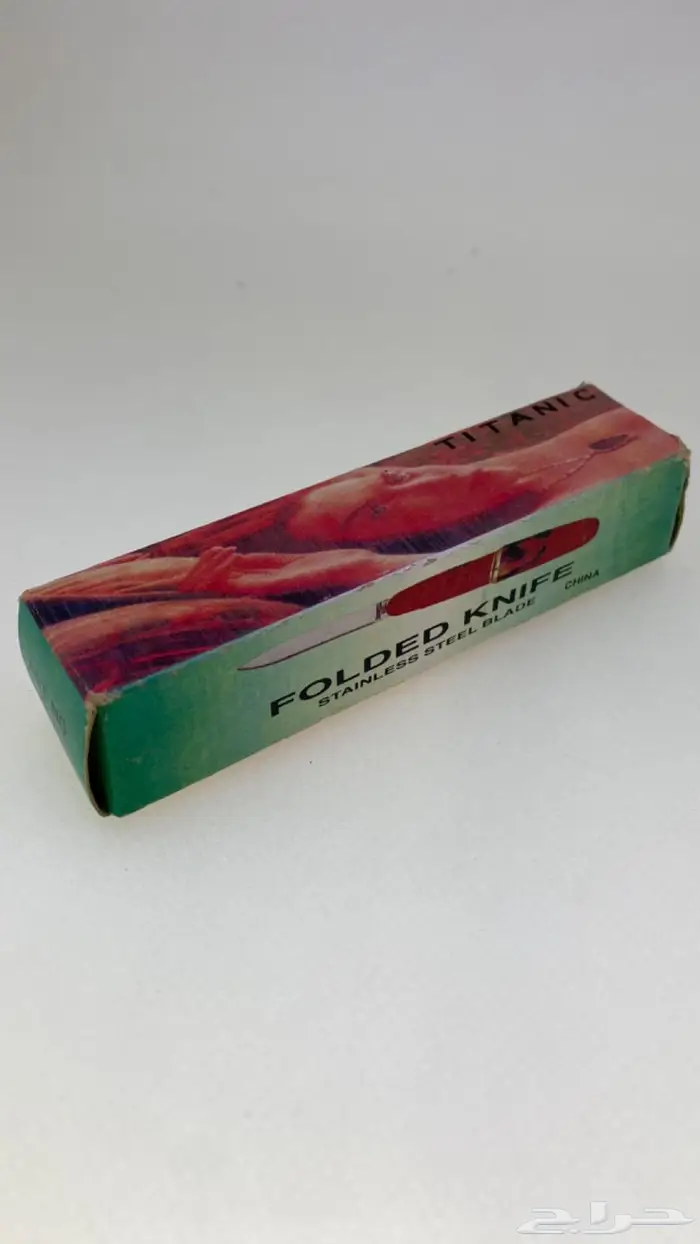 TITANIC
FOLDED KNIFE
STAINLESS STEEL BLADE
CHINA
حراج